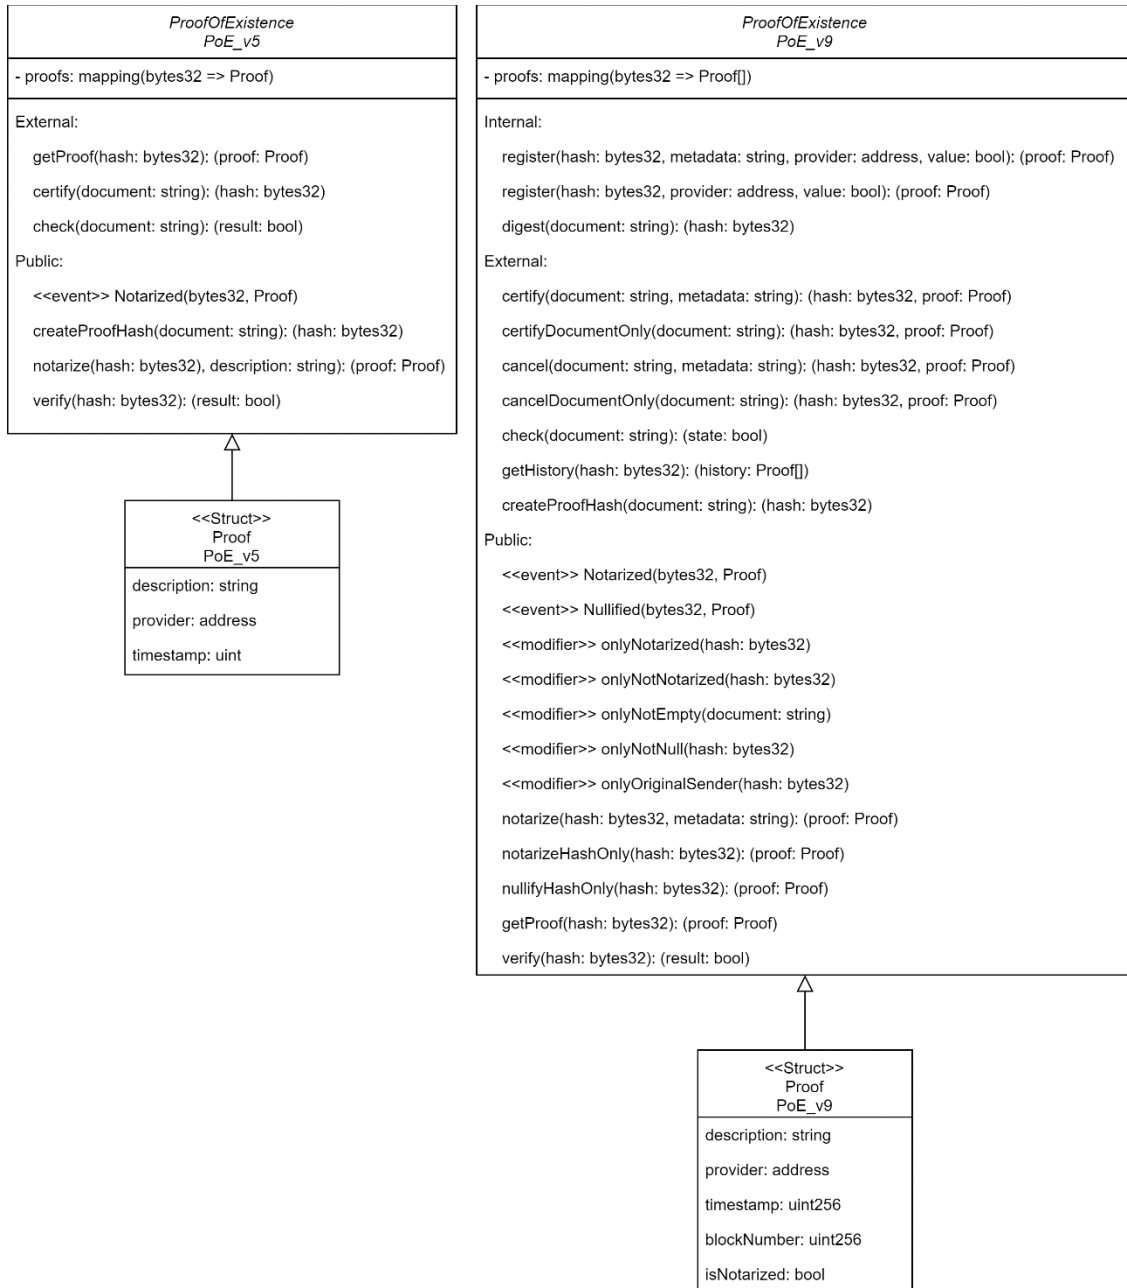 ProofOfExistence
PoE_v5
- proofs: mapping(bytes32 => Proof)
External:
getProof(hash: bytes32): (proof: Proof)
certify(document: string): (hash: bytes32)
check(document: string): (result: bool)
Public:
<<event>> Notarized(bytes32, Proof)
createProofHash(document: string): (hash: bytes32)
notarize(hash: bytes32), description: string): (proof: Proof)
verify(hash: bytes32): (result: bool)
<<Struct>>
Proof
PoE_v5
description: string
provider: address
timestamp: uint
ProofOfExistence
PoE_v9
- proofs: mapping(bytes32 => Proof[])
Internal:
register(hash: bytes32, metadata: string, provider: address, value: bool): (proof: Proof)
register(hash: bytes32, provider: address, value: bool): (proof: Proof)
digest(document: string): (hash: bytes32)
External:
certify(document: string, metadata: string): (hash: bytes32, proof: Proof)
certifyDocumentOnly(document: string): (hash: bytes32, proof: Proof)
cancel(document: string, metadata: string): (hash: bytes32, proof: Proof)
cancelDocumentOnly(document: string): (hash: bytes32, proof: Proof)
check(document: string): (state: bool)
getHistory(hash: bytes32): (history: Proof[])
createProofHash(document: string): (hash: bytes32)
Public:
<<event>> Notarized(bytes32, Proof)
<<event>> Nullified(bytes32, Proof)
<<modifier>> onlyNotarized(hash: bytes32)
<<modifier>> onlyNotNotarized(hash: bytes32)
<<modifier>> onlyNotEmpty(document: string)
<<modifier>> onlyNotNull(hash: bytes32)
<<modifier>> onlyOriginalSender(hash: bytes32)
notarize(hash: bytes32, metadata: string): (proof: Proof)
notarizeHashOnly(hash: bytes32): (proof: Proof)
nullifyHashOnly(hash: bytes32): (proof: Proof)
getProof(hash: bytes32): (proof: Proof)
verify(hash: bytes32): (result: bool)
<<Struct>>
Proof
PoE_v9
description: string
provider: address
timestamp: uint256
blockNumber: uint256
isNotarized: bool